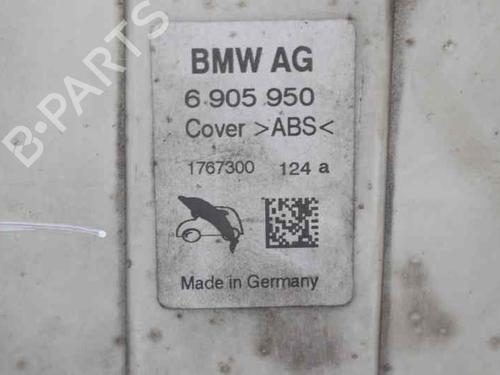 BMW AG
6 905 950
Cover >ABS<
1767300 124 a
Made in Germany
B-PARTS